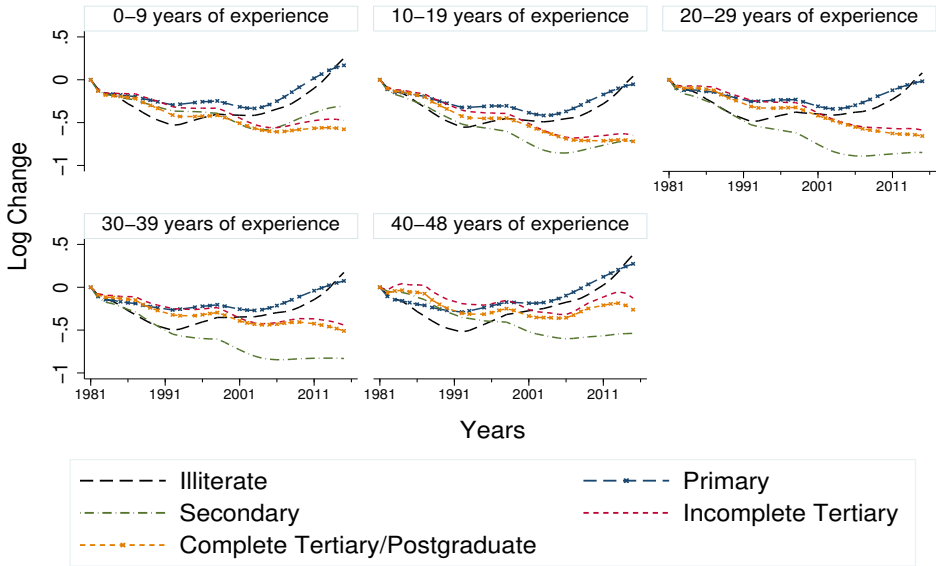 0−9 years of experience
10−19 years of experience
20−29 years of experience
.5
0
−.5
−1
1981 1991 2001 2011
30−39 years of experience
40−48 years of experience
.5
0
−.5
−1
1981 1991 2001 2011
1981 1991 2001 2011
Log Change
Years
Illiterate
Primary
Secondary
Incomplete Tertiary
Complete Tertiary/Postgraduate